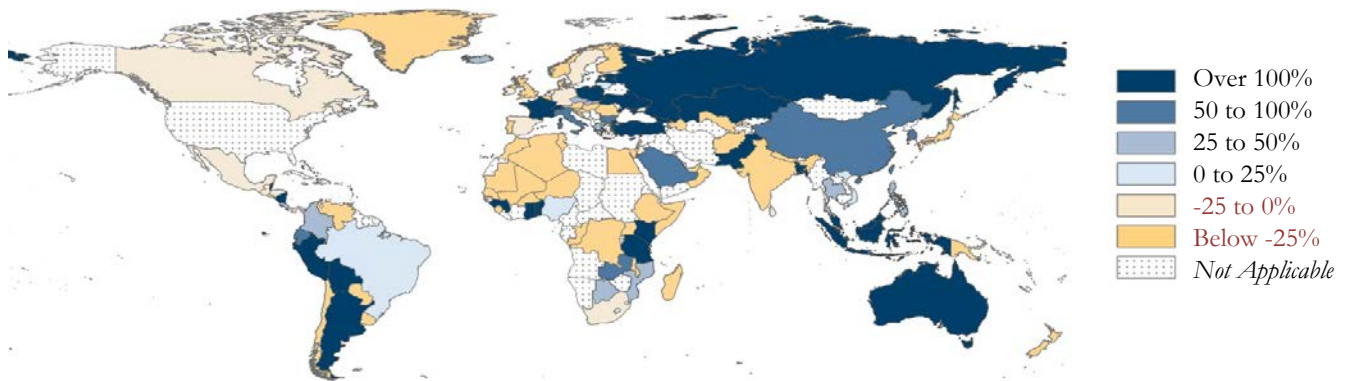 Over 100%
50 to 100%
25 to 50%
0 to 25%
-25 to 0%
Below -25%
Not Applicable